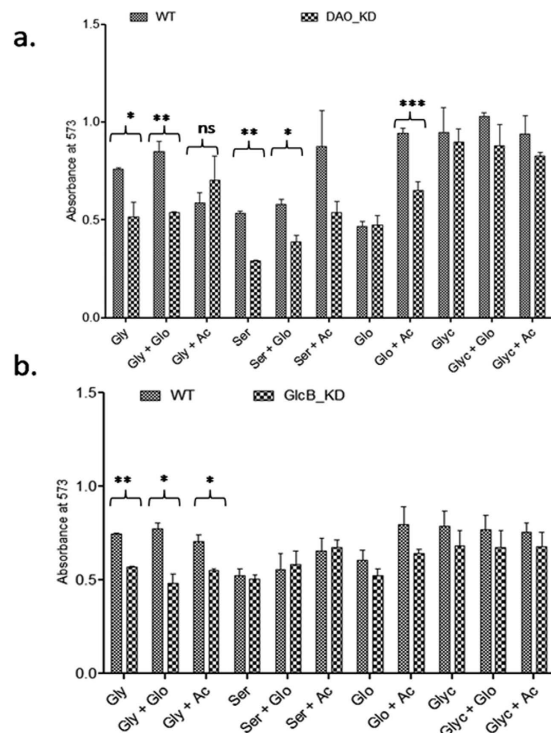 a.
WT DAO_KD
1.5
1.0
0.5
0.0
Absorbance at 573
* ** ns ** * ***
Gly Gly + Glo Gly + Ac Ser Ser + Glo Ser + Ac Glo Glo + Ac Glyc Glyc + Glo Glyc + Ac
b.
WT GlcB_KD
1.5
1.0
0.5
0.0
Absorbance at 573
** * *
Gly Gly + Glo Gly + Ac Ser Ser + Glo Ser + Ac Glo Glo + Ac Glyc Glyc + Glo Glyc + Ac